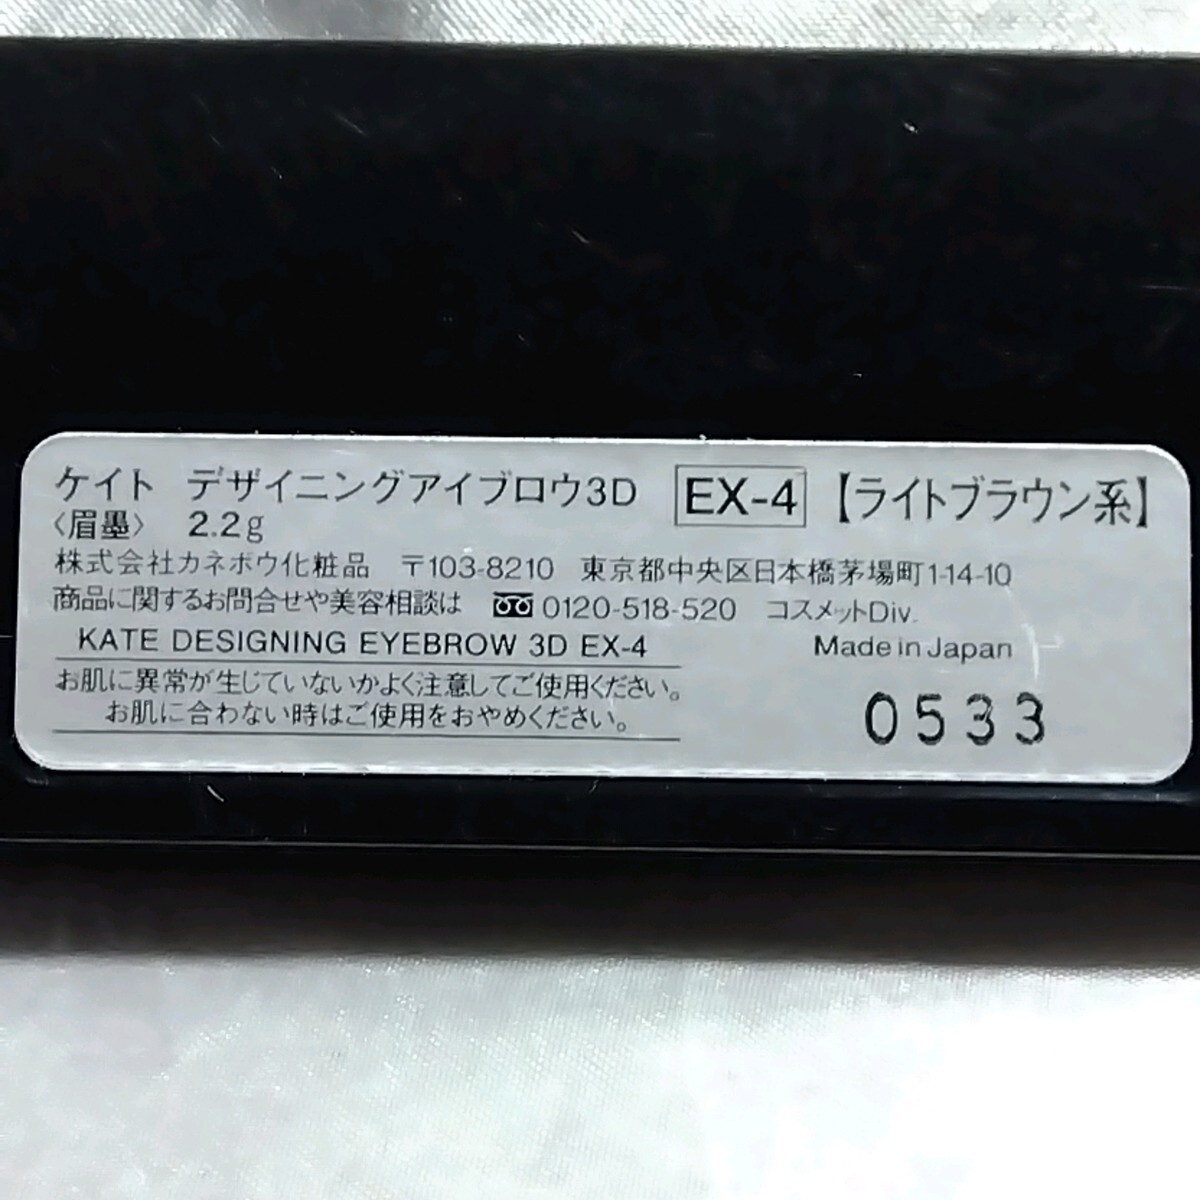 ケイト デザイニングアイブロウ3D EX-4 【ライトブラウン系】
〈眉墨〉 2.2g
株式会社カネボウ化粧品 〒103-8210 東京都中央区日本橋茅場町1-14-10
商品に関するお問合せや美容相談は 0120-518-520 コスメットDiv.
KATE DESIGNING EYEBROW 3D EX-4 Made in Japan
お肌に異常が生じていないかよく注意してご使用ください。
お肌に合わない時はご使用をおやめください。
0533